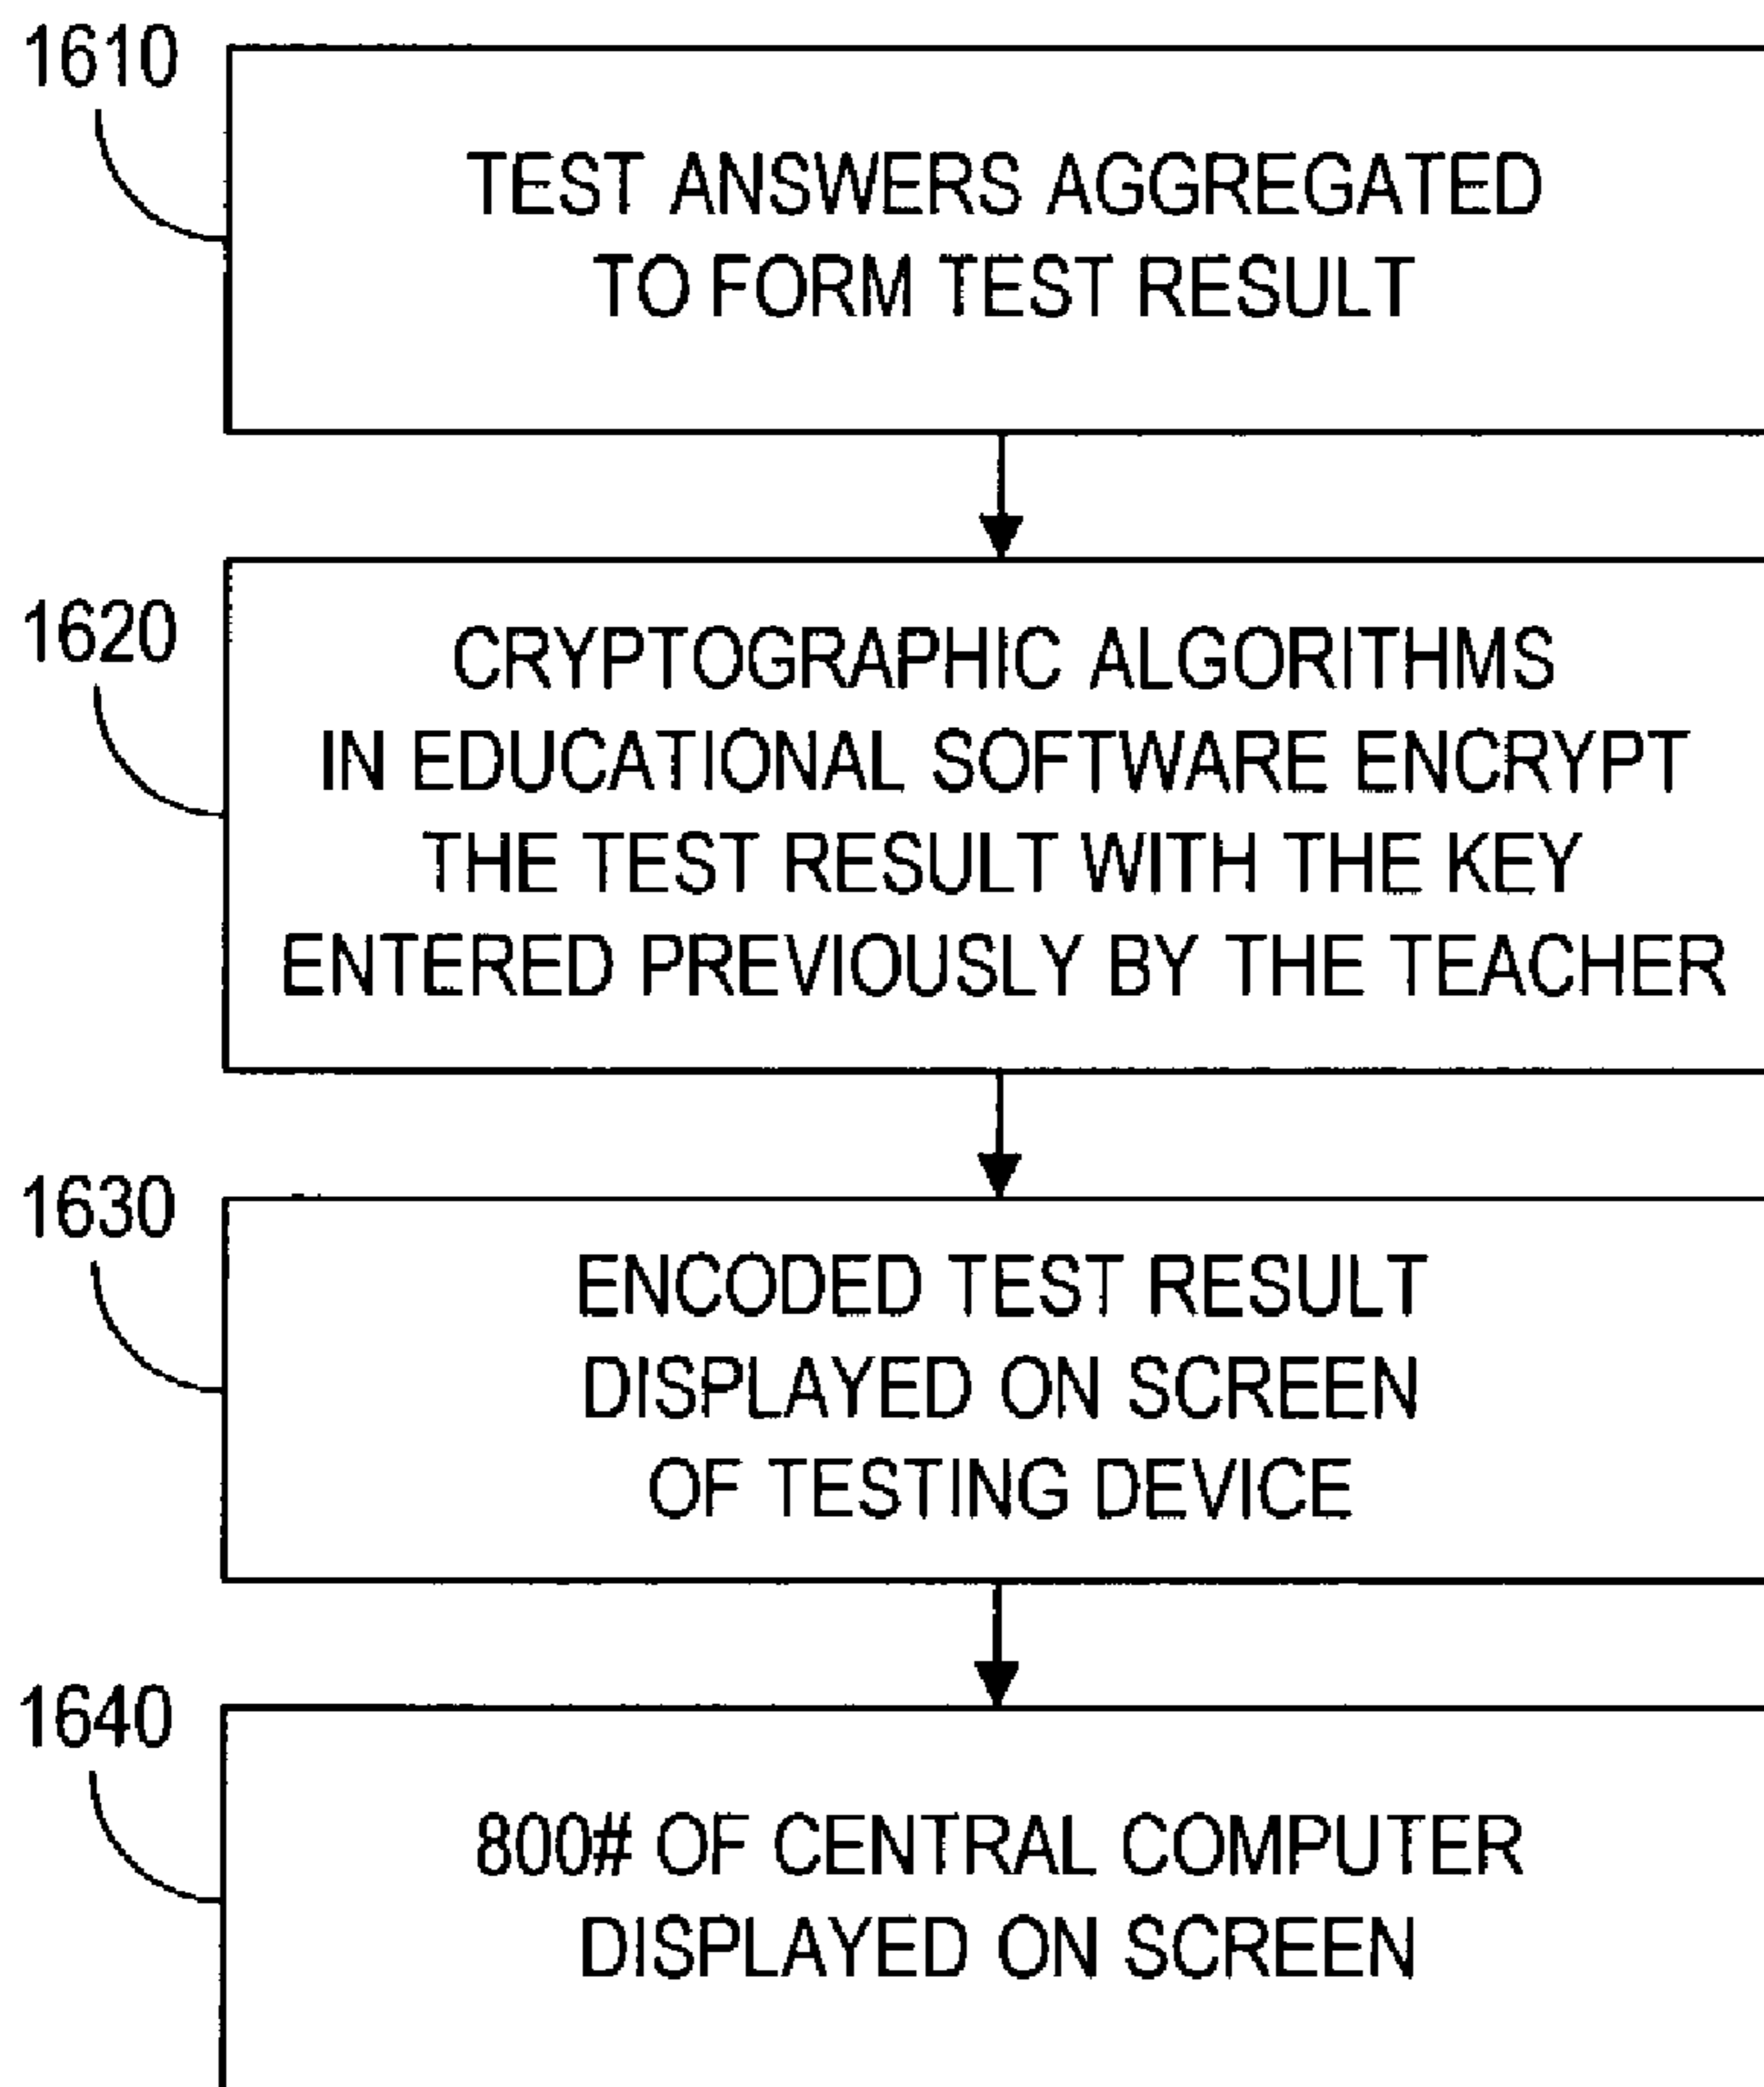 1610
TEST ANSWERS AGGREGATED
TO FORM TEST RESULT
1620
CRYPTOGRAPHIC ALGORITHMS
IN EDUCATIONAL SOFTWARE ENCRYPT
THE TEST RESULT WITH THE KEY
ENTERED PREVIOUSLY BY THE TEACHER
1630
ENCODED TEST RESULT
DISPLAYED ON SCREEN
OF TESTING DEVICE
1640
800# OF CENTRAL COMPUTER
DISPLAYED ON SCREEN